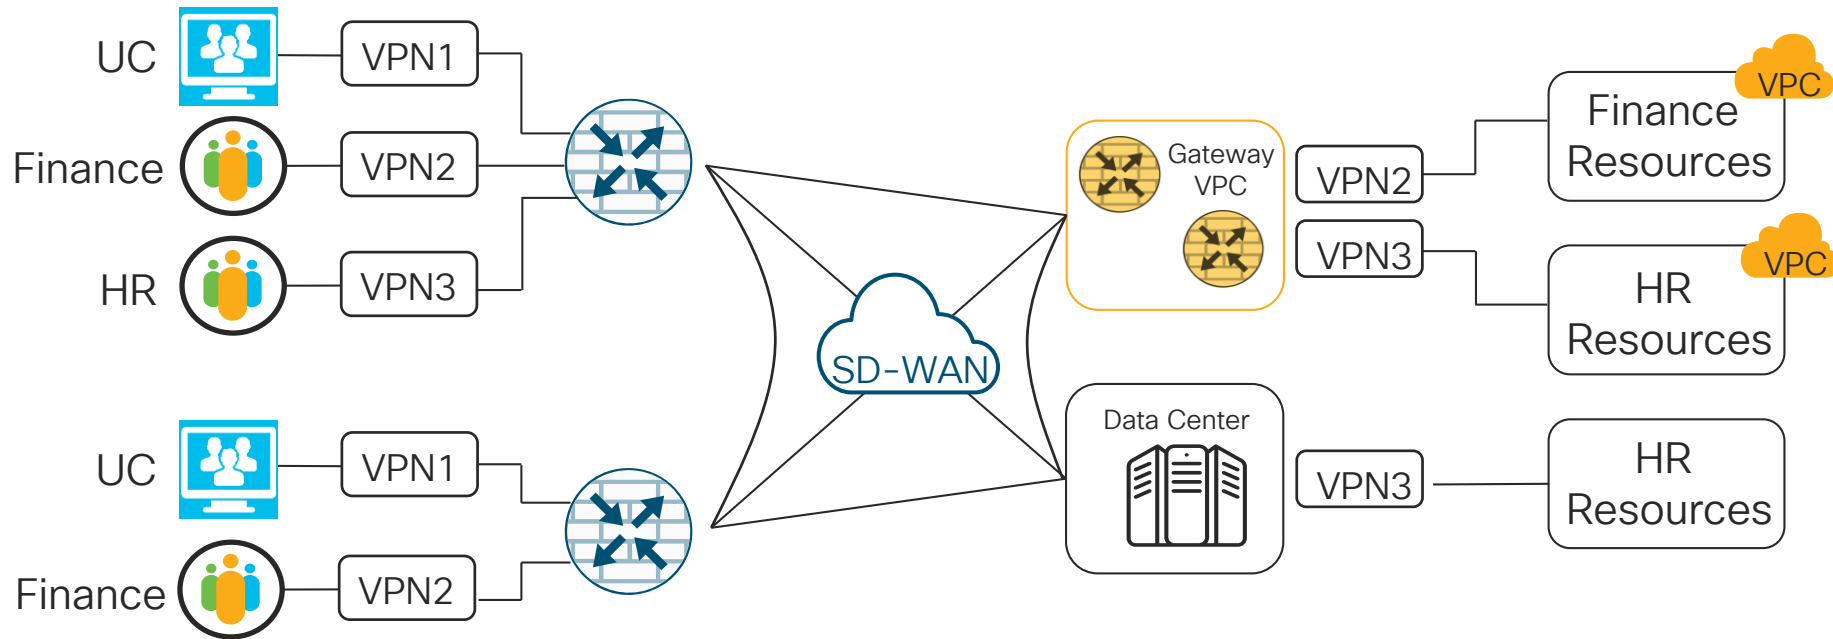 UC
VPN1
Finance
VPN2
HR
VPN3
UC
VPN1
Finance
VPN2
SD-WAN
Gateway
VPC
VPN2
VPN3
Finance
Resources
VPC
HR
Resources
VPC
Data Center
VPN3
HR
Resources